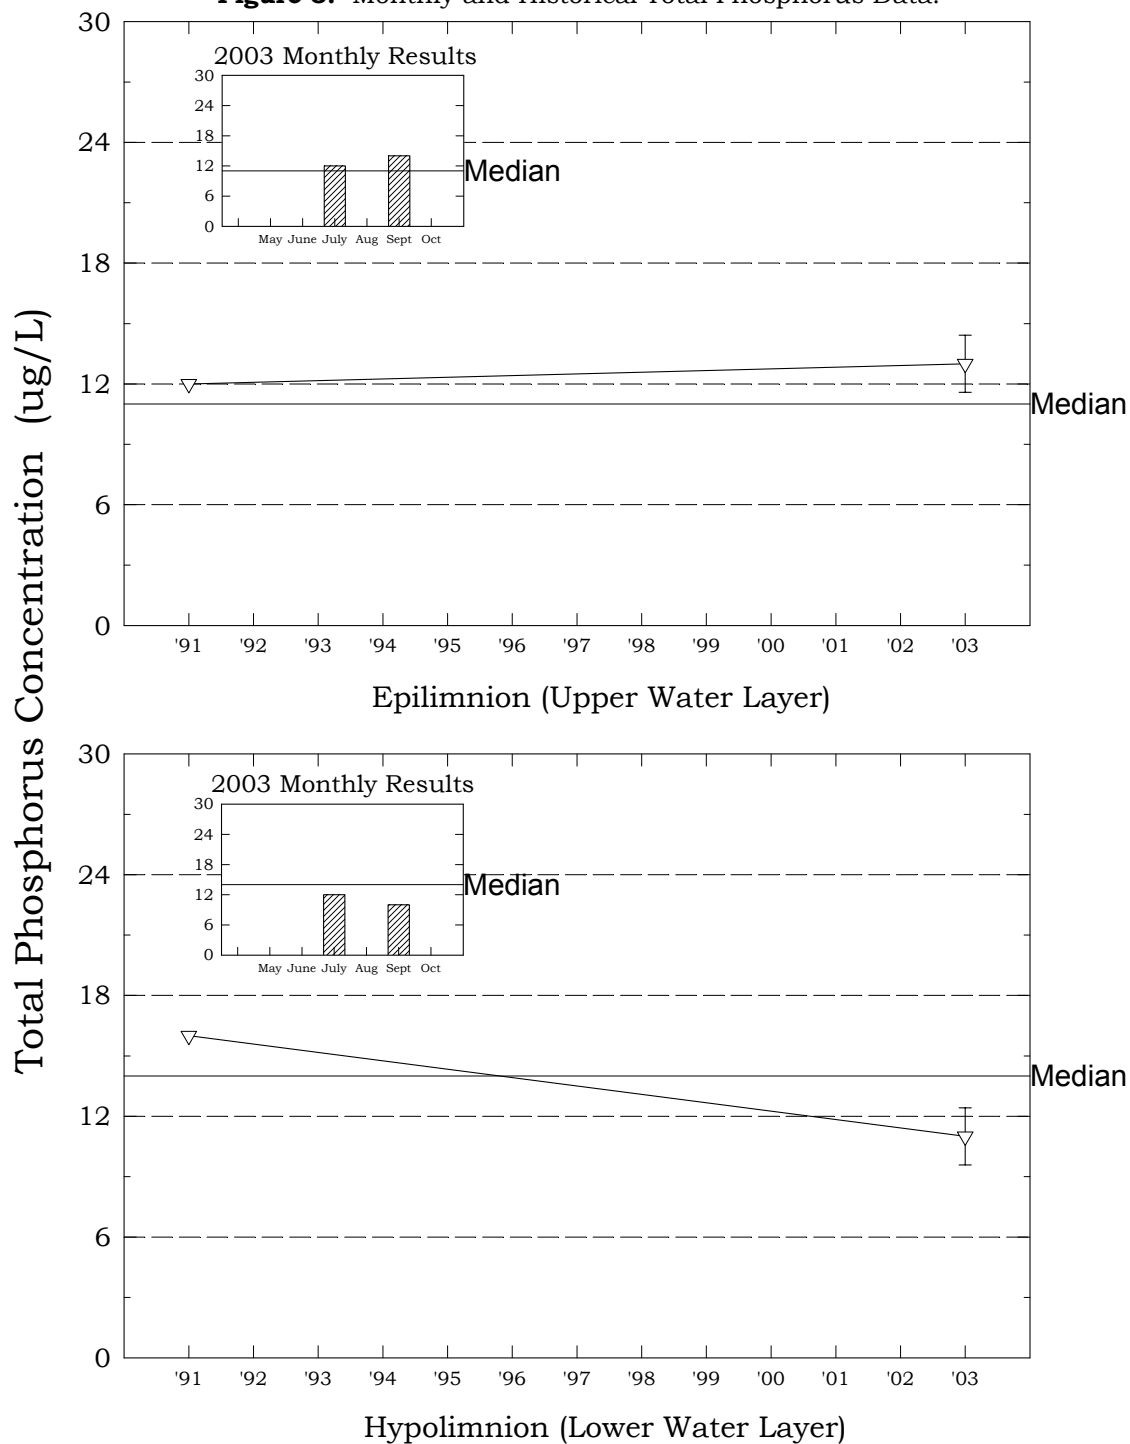 Figure 3. Monthly and Historical Total Phosphorus Data.
Total Phosphorus Concentration (ug/L)
30
24
18
12
6
0
2003 Monthly Results
30
24
18
12
6
0
May June July Aug Sept Oct
Median
Median
'91 '92 '93 '94 '95 '96 '97 '98 '99 '00 '01 '02 '03
Epilimnion (Upper Water Layer)
30
24
18
12
6
0
2003 Monthly Results
30
24
18
12
6
0
May June July Aug Sept Oct
Median
Median
'91 '92 '93 '94 '95 '96 '97 '98 '99 '00 '01 '02 '03
Hypolimnion (Lower Water Layer)